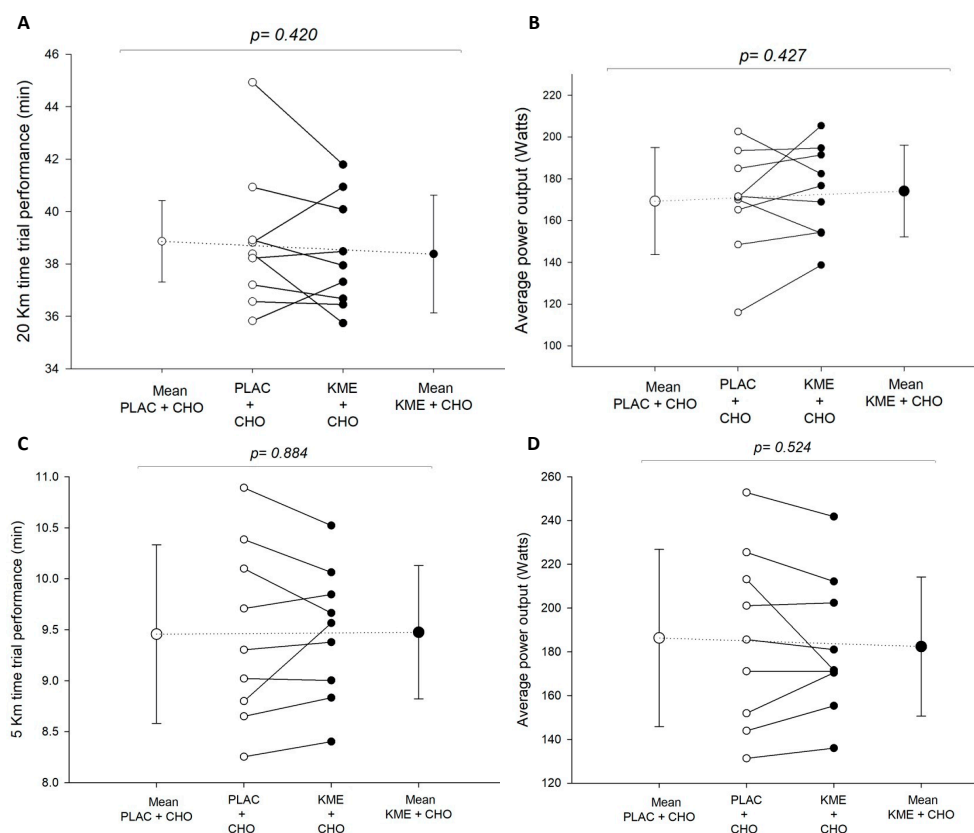 A
p= 0.420
20 Km time trial performance (min)
46
44
42
40
38
36
34
Mean
PLAC + CHO
PLAC
+
CHO
KME
+
CHO
Mean
KME + CHO
B
p= 0.427
Average power output (Watts)
220
200
180
160
140
120
100
Mean
PLAC + CHO
PLAC
+
CHO
KME
+
CHO
Mean
KME + CHO
C
p= 0.884
5 Km time trial performance (min)
11.0
10.5
10.0
9.5
9.0
8.5
8.0
Mean
PLAC + CHO
PLAC
+
CHO
KME
+
CHO
Mean
KME + CHO
D
p= 0.524
Average power output (Watts)
260
240
220
200
180
160
140
120
Mean
PLAC + CHO
PLAC
+
CHO
KME
+
CHO
Mean
KME + CHO